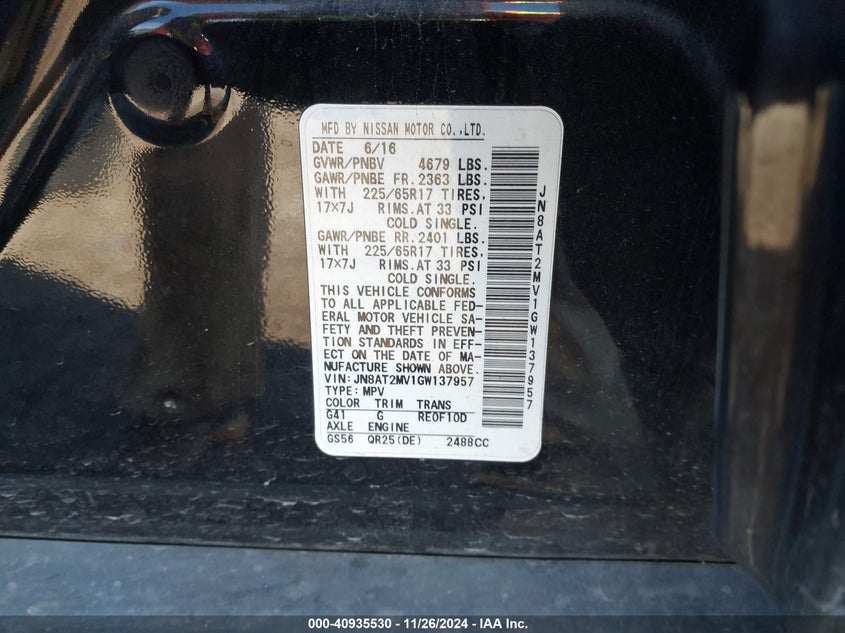 MFD BY NISSAN MOTOR CO.,LTD.
DATE 6/16
GVWR/PNBV 4679 LBS.
GAWR/PNBE FR.2363 LBS.
WITH 225/65R17 TIRES,
17×7J RIMS.AT 33 PSI
COLD SINGLE.
GAWR/PNBE RR.2401 LBS.
WITH 225/65R17 TIRES,
17×7J RIMS.AT 33 PSI
COLD SINGLE.
THIS VEHICLE CONFORMS
TO ALL APPLICABLE FED-
ERAL MOTOR VEHICLE SA-
FETY AND THEFT PREVEN-
TION STANDARDS IN EFF-
ECT ON THE DATE OF MA-
NUFACTURE SHOWN ABOVE.
VIN:JN8AT2MV1GW137957
TYPE:MPV
COLOR TRIM TRANS
G41 G RE0F10D
AXLE ENGINE
GS56 QR25(DE) 2488CC
JN8AT2MV1GW137957
000-40935530 - 11/26/2024 - IAA Inc.